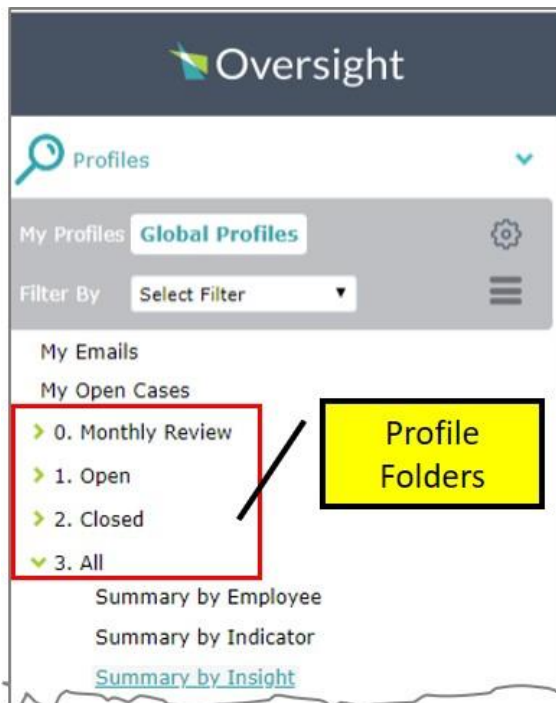 Oversight
Profiles
My Profiles Global Profiles
Filter By Select Filter
My Emails
My Open Cases
0. Monthly Review
1. Open
2. Closed
3. All
Summary by Employee
Summary by Indicator
Summary by Insight
Profile
Folders